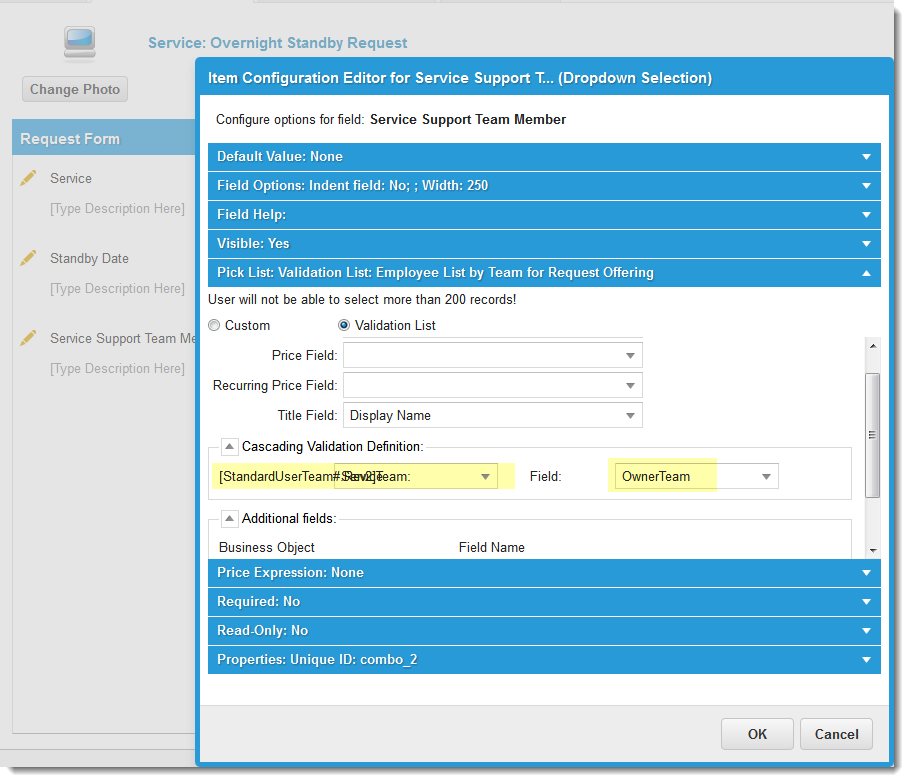 Service: Overnight Standby Request
Change Photo
Request Form
Service
[Type Description Here]
Standby Date
[Type Description Here]
Service Support Team Me
[Type Description Here]
Item Configuration Editor for Service Support T... (Dropdown Selection)
Configure options for field: Service Support Team Member
Default Value: None
Field Options: Indent field: No; ; Width: 250
Field Help:
Visible: Yes
Pick List: Validation List: Employee List by Team for Request Offering
User will not be able to select more than 200 records!
Custom Validation List
Price Field:
Recurring Price Field:
Title Field: Display Name
Cascading Validation Definition:
[StandardUserTeam# Team: Field: OwnerTeam
Additional fields:
Business Object Field Name
Price Expression: None
Required: No
Read-Only: No
Properties: Unique ID: combo_2
OK Cancel